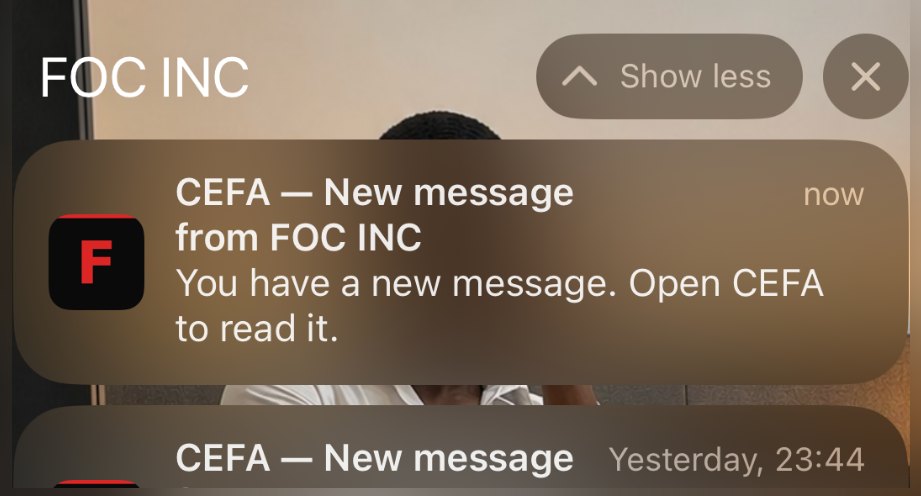 FOC INC
Show less
CEFA — New message
now
from FOC INC
You have a new message. Open CEFA
to read it.
F
CEFA — New message
Yesterday, 23:44